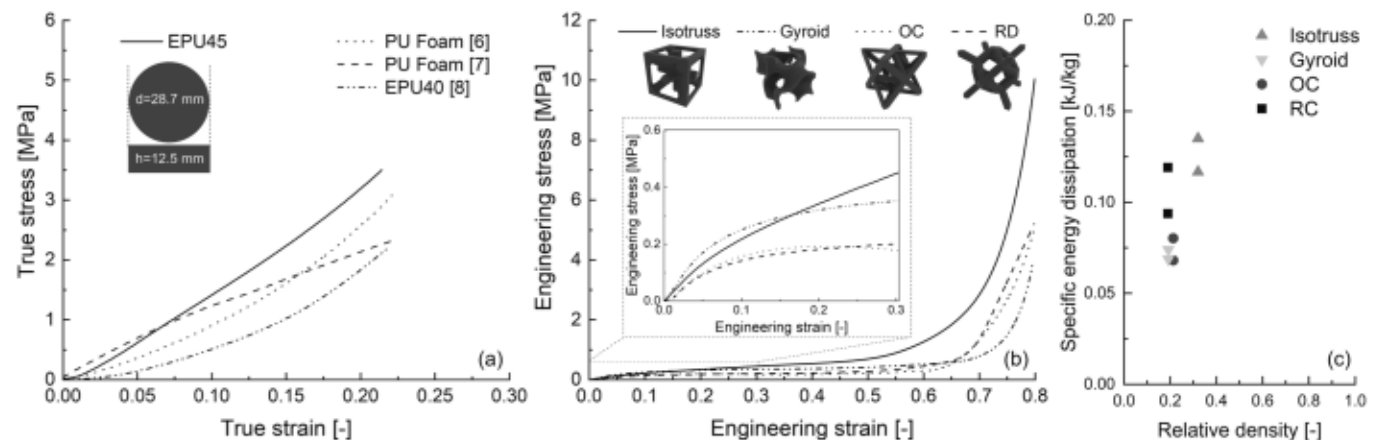 True stress [MPa]
6
5
4
3
2
1
0
EPU45
PU Foam [6]
PU Foam [7]
EPU40 [8]
d=28.7 mm
h=12.5 mm
(a)
0.00 0.05 0.10 0.15 0.20 0.25 0.30
True strain [-]
Engineering stress [MPa]
12
10
8
6
4
2
0
Isotruss Gyroid OC RD
Engineering stress [MPa]
0.6
0.4
0.2
0.0
0.0 0.1 0.2 0.3
Engineering strain [-]
(b)
0.0 0.1 0.2 0.3 0.4 0.5 0.6 0.7 0.8
Engineering strain [-]
Specific energy dissipation [kJ/kg]
0.20
0.15
0.10
0.05
0.00
Isotruss
Gyroid
OC
RC
(c)
0.0 0.2 0.4 0.6 0.8 1.0
Relative density [-]